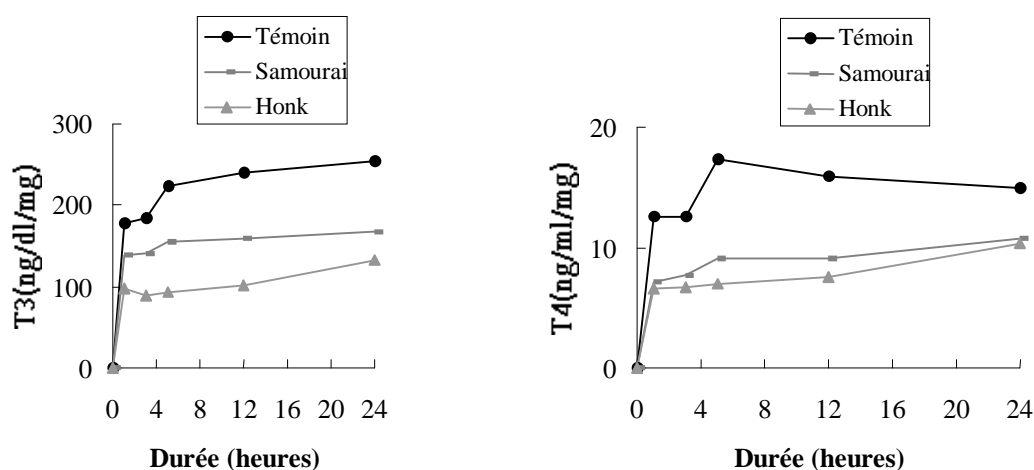 Témoin
Samourai
Honk
T3(ng/dl/mg)
300
200
100
0
0 4 8 12 16 20 24
Durée (heures)
Témoin
Samourai
Honk
T4(ng/ml/mg)
20
10
0
0 4 8 12 16 20 24
Durée (heures)